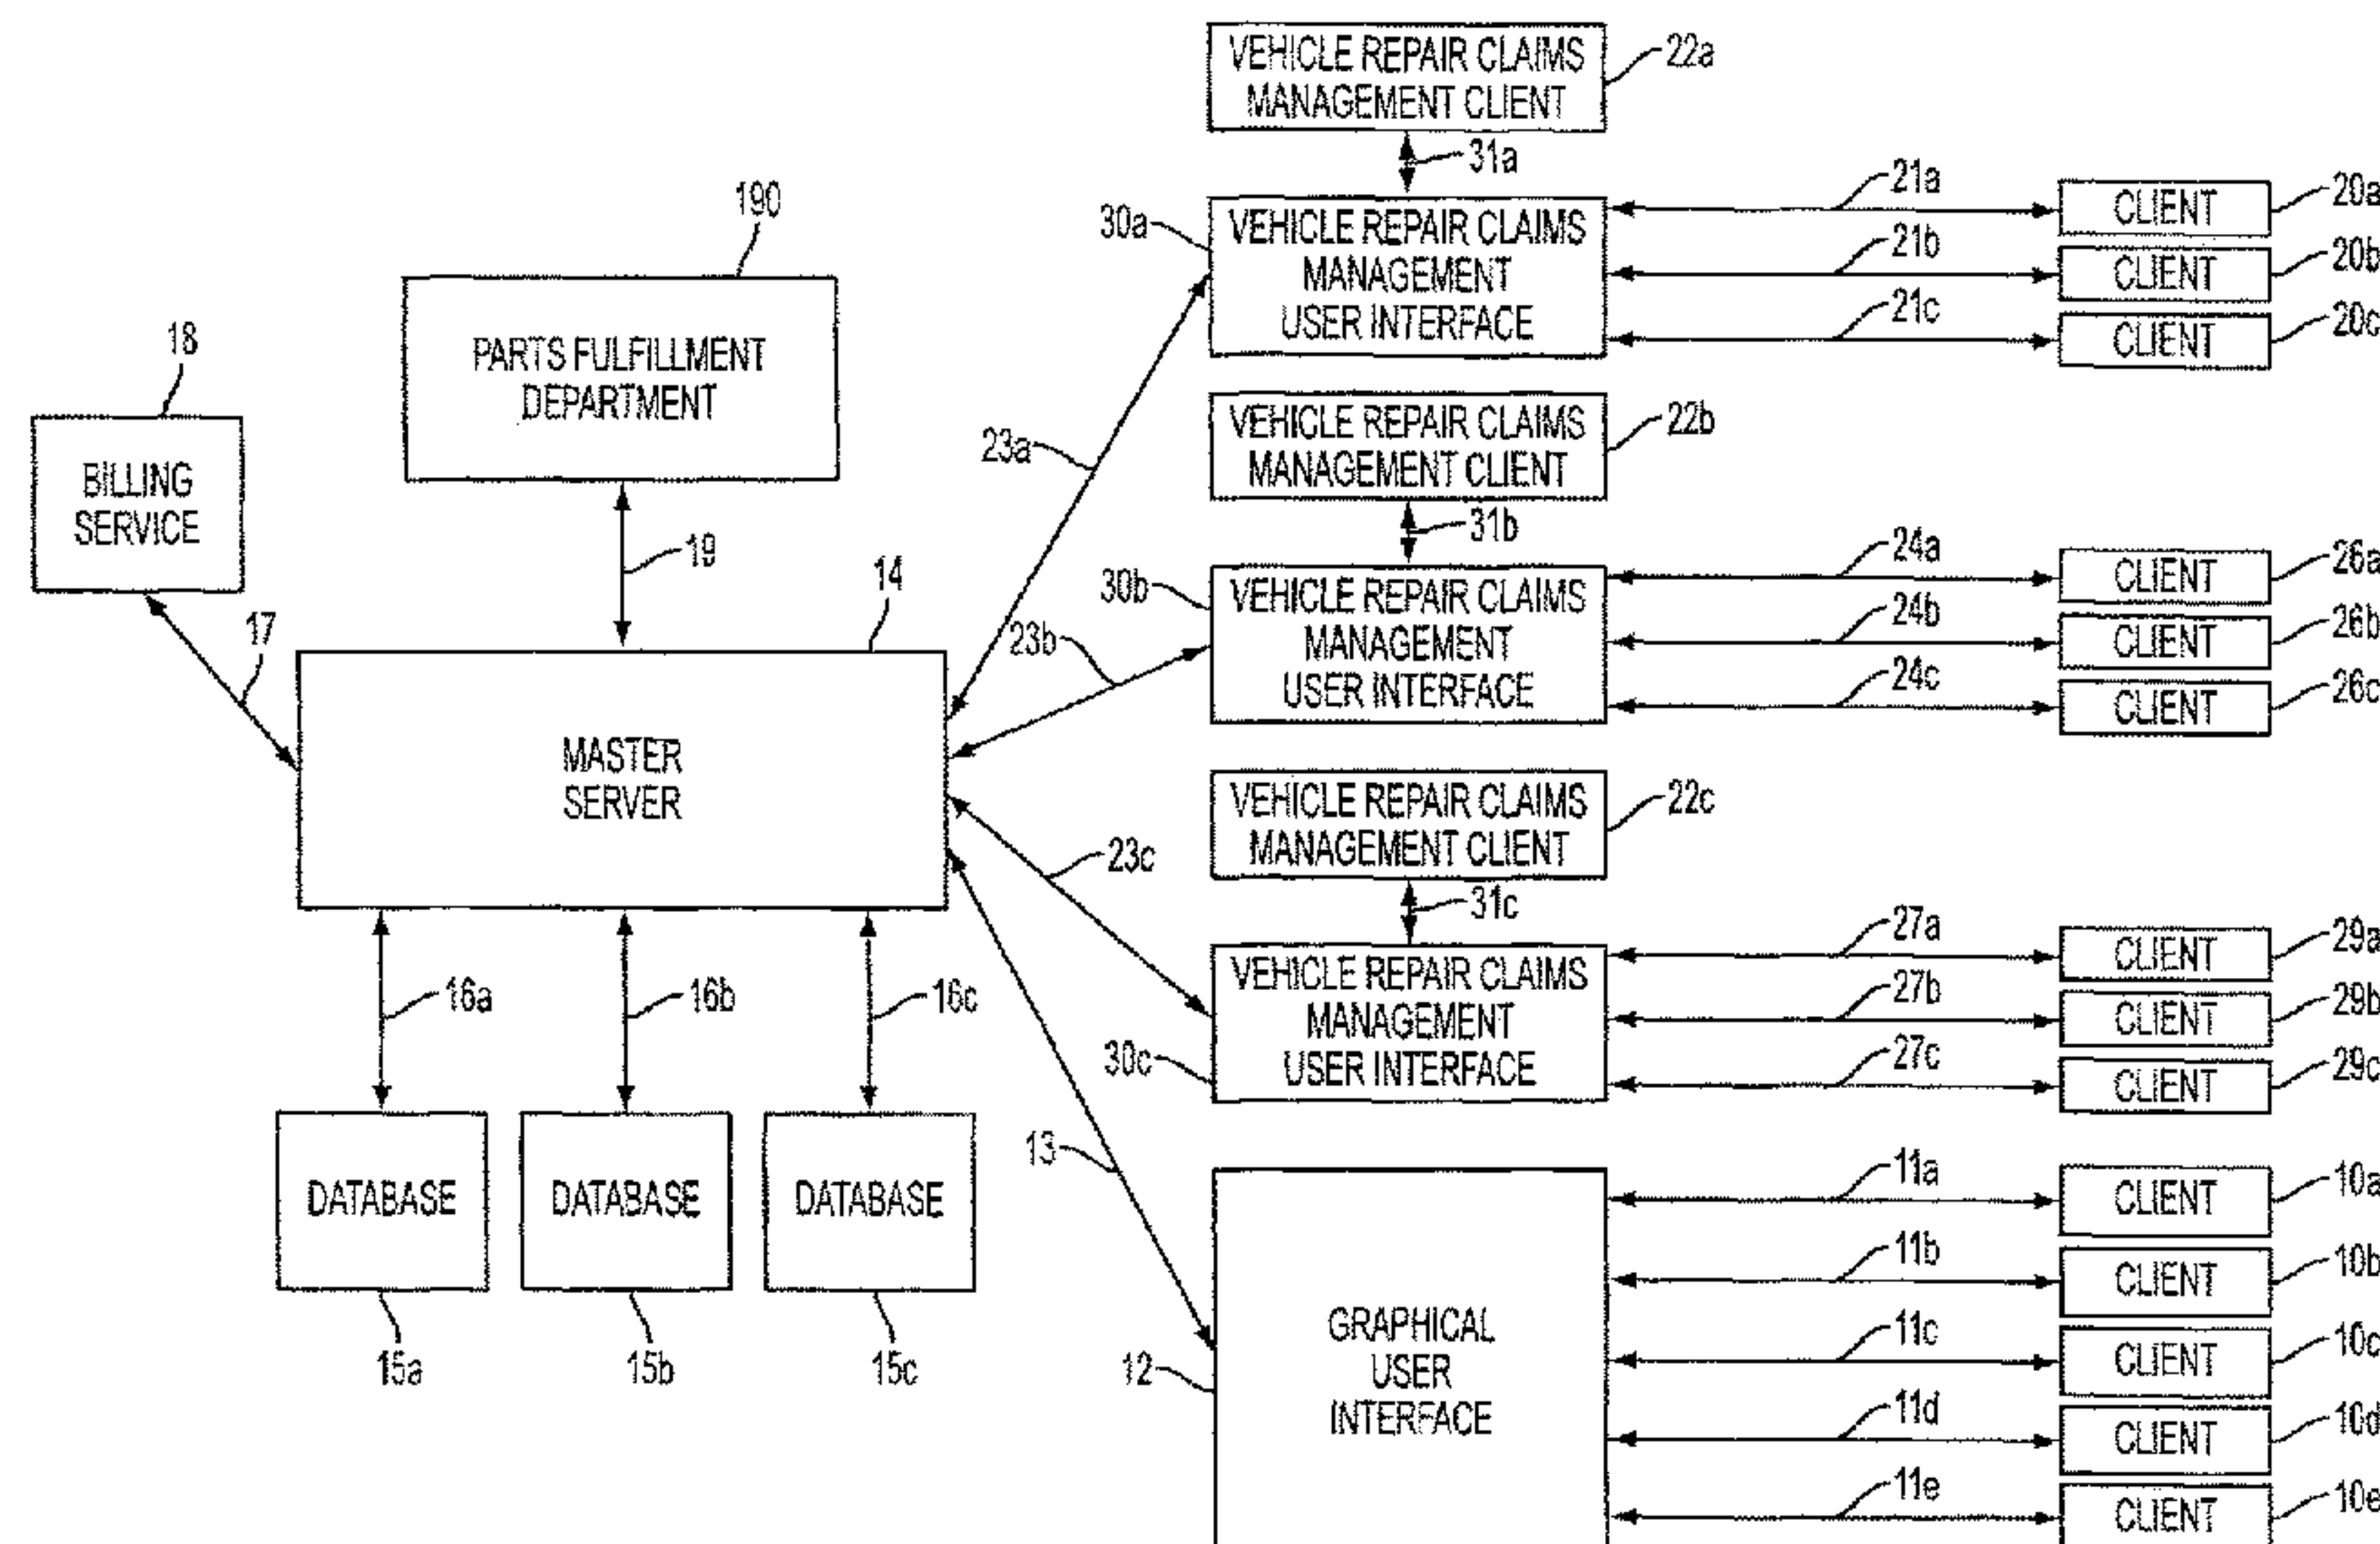 VEHICLE REPAIR CLAIMS
MANAGEMENT CLIENT
22a
31a
190
30a
VEHICLE REPAIR CLAIMS
MANAGEMENT
USER INTERFACE
21a
CLIENT
20a
21b
CLIENT
20b
21c
CLIENT
20c
18
PARTS FULFILLMENT
DEPARTMENT
BILLING
SERVICE
23a
VEHICLE REPAIR CLAIMS
MANAGEMENT CLIENT
22b
31b
19
14
17
23b
30b
VEHICLE REPAIR CLAIMS
MANAGEMENT
USER INTERFACE
24a
CLIENT
26a
24b
CLIENT
26b
24c
CLIENT
26c
MASTER
SERVER
VEHICLE REPAIR CLAIMS
MANAGEMENT CLIENT
22c
23c
31c
16a
16b
16c
30c
VEHICLE REPAIR CLAIMS
MANAGEMENT
USER INTERFACE
27a
CLIENT
29a
27b
CLIENT
29b
27c
CLIENT
29c
13
DATABASE
DATABASE
DATABASE
15a
15b
15c
12
GRAPHICAL
USER
INTERFACE
11a
CLIENT
10a
11b
CLIENT
10b
11c
CLIENT
10c
11d
CLIENT
10d
11e
CLIENT
10e